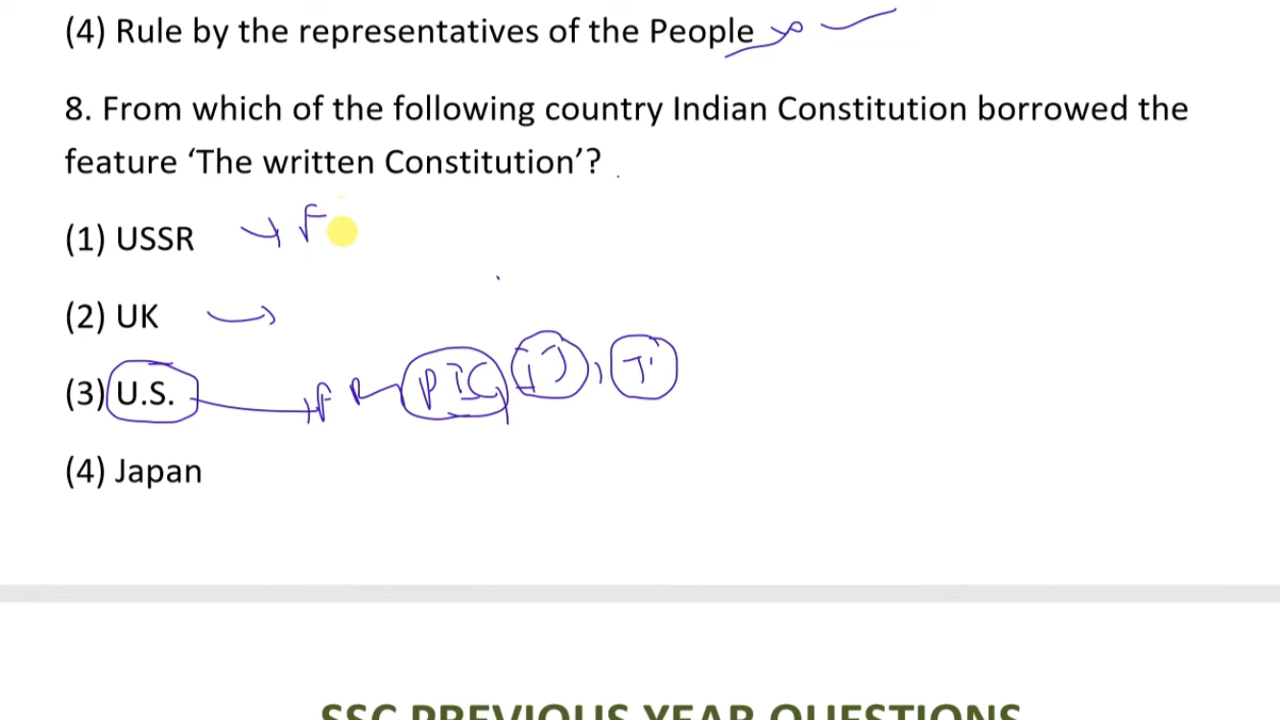 (4) Rule by the representatives of the People
8. From which of the following country Indian Constitution borrowed the
feature ‘The written Constitution’?
(1) USSR F
(2) UK
(3) U.S. F R
(4) Japan
SSC PREVIOUS YEAR QUESTIONS